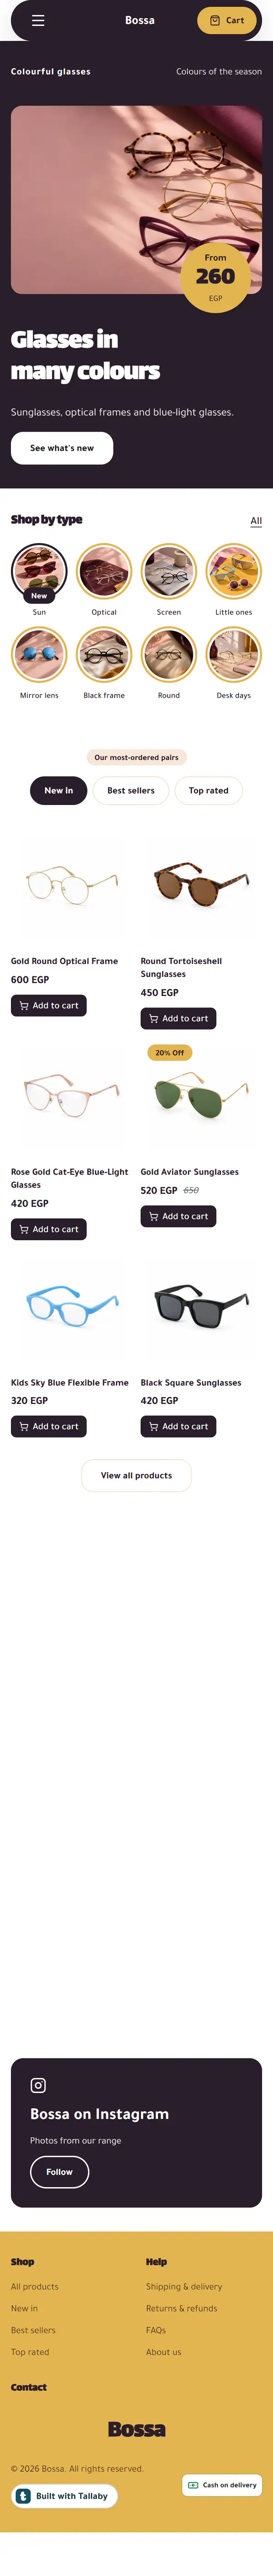 Bossa
Cart
Colourful glasses
Colours of the season
From
260
EGP
Glasses in
many colours
Sunglasses, optical frames and blue-light glasses.
See what's new
Shop by type
All
New
Sun
Optical
Screen
Little ones
Mirror lens
Black frame
Round
Desk days
Our most-ordered pairs
New in
Best sellers
Top rated
Gold Round Optical Frame
600 EGP
Add to cart
Round Tortoiseshell
Sunglasses
450 EGP
Add to cart
Rose Gold Cat-Eye Blue-Light
Glasses
420 EGP
Add to cart
20% Off
Gold Aviator Sunglasses
520 EGP 650
Add to cart
Kids Sky Blue Flexible Frame
320 EGP
Add to cart
Black Square Sunglasses
420 EGP
Add to cart
View all products
Bossa on Instagram
Photos from our range
Follow
Shop
All products
New in
Best sellers
Top rated
Help
Shipping & delivery
Returns & refunds
FAQs
About us
Contact
Bossa
© 2026 Bossa. All rights reserved.
Built with Tallaby
Cash on delivery